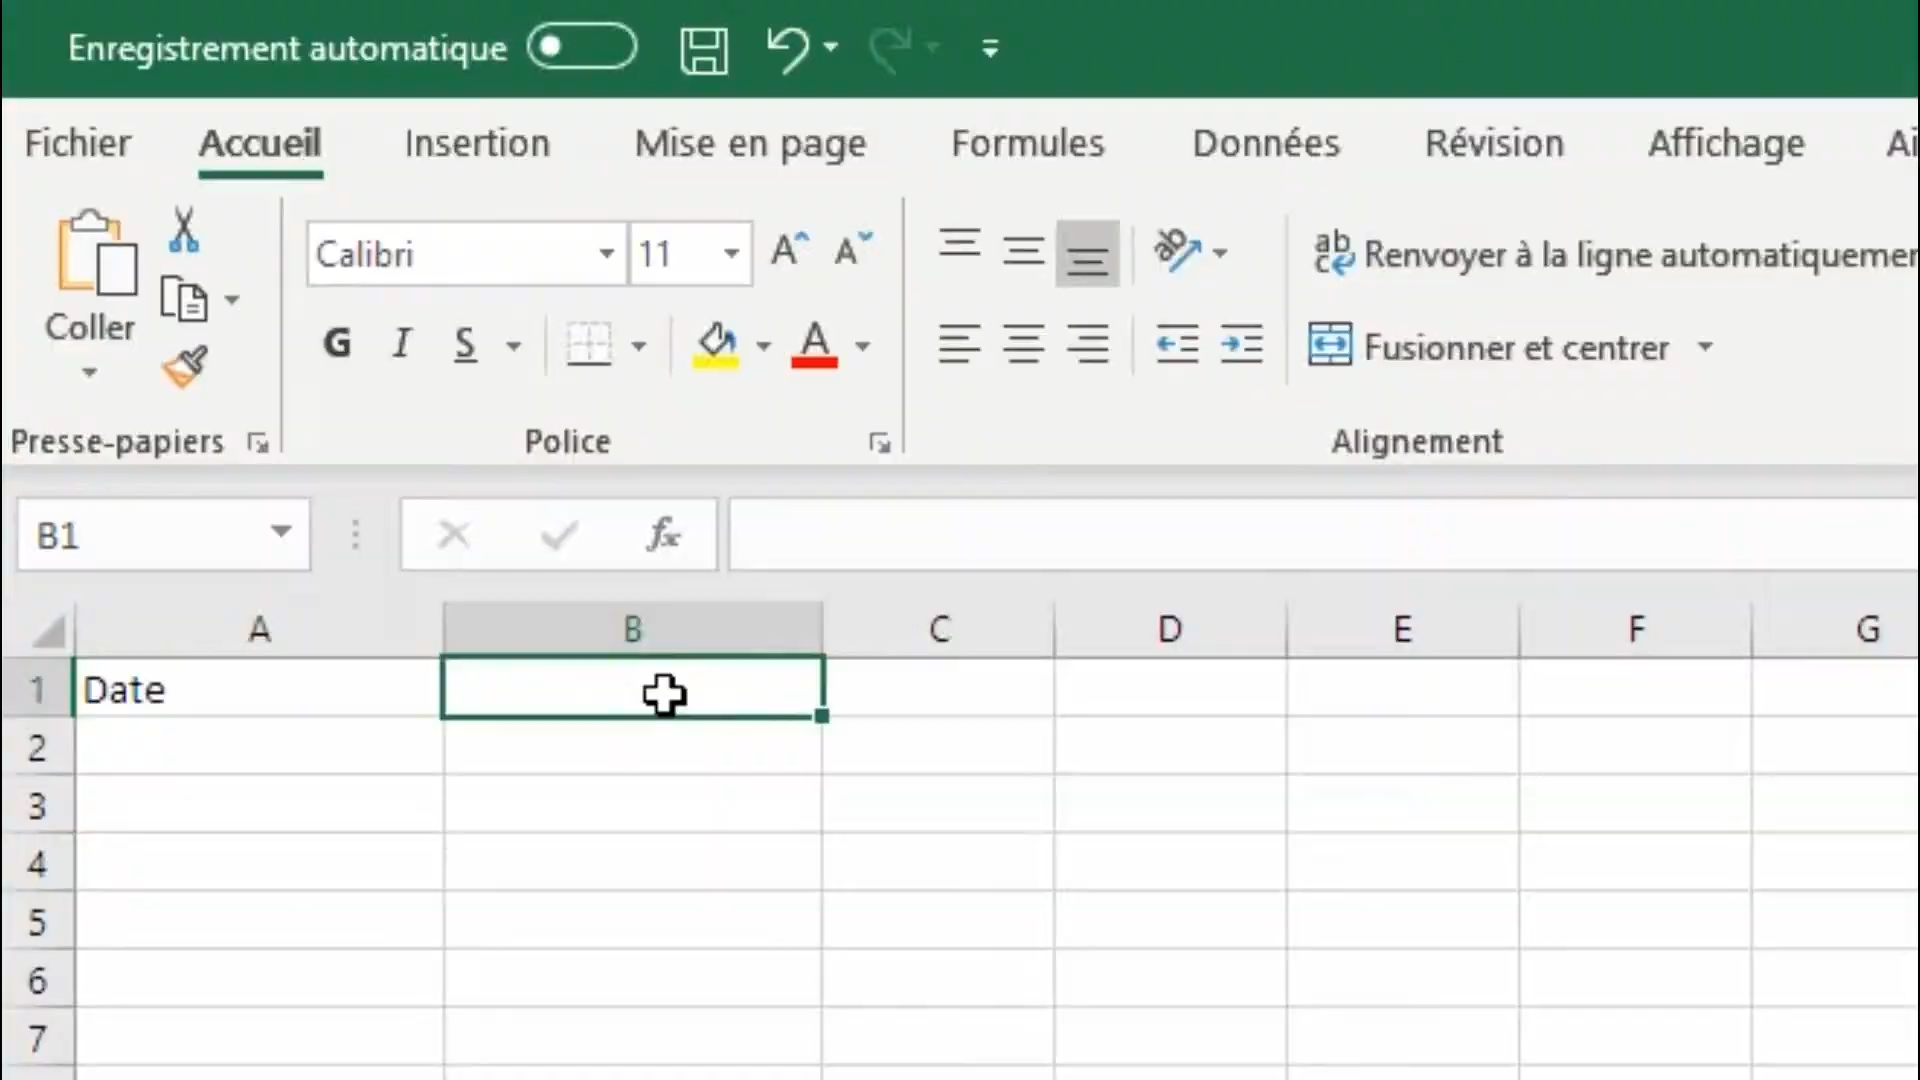 Enregistrement automatique
Fichier Accueil Insertion Mise en page Formules Données Révision Affichage
Calibri 11 Renvoyer à la ligne
Coller G I S A Fusionner et centrer
Presse-papiers Police Alignement
B1 fx
A B C D E F G
1 Date
2
3
4
5
6
7